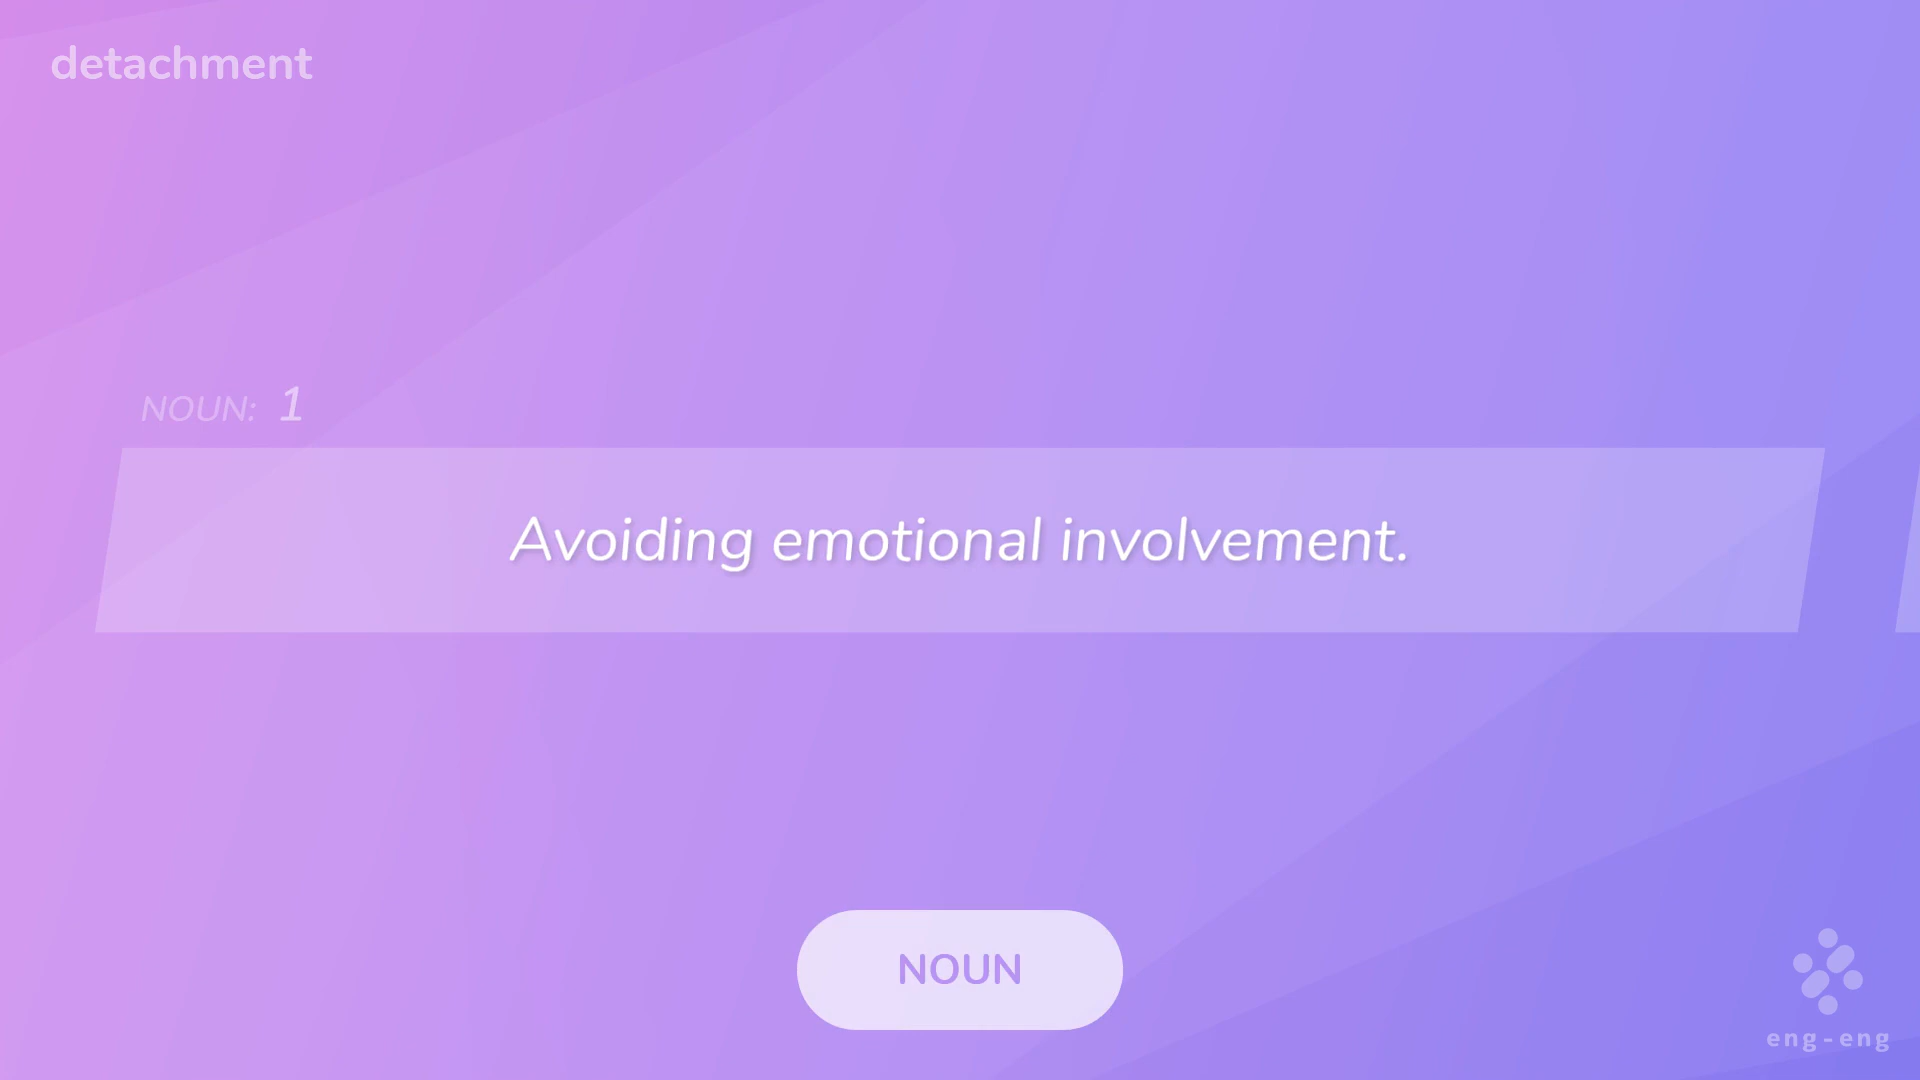 detachment
NOUN: 1
Avoiding emotional involvement.
NOUN
eng-eng